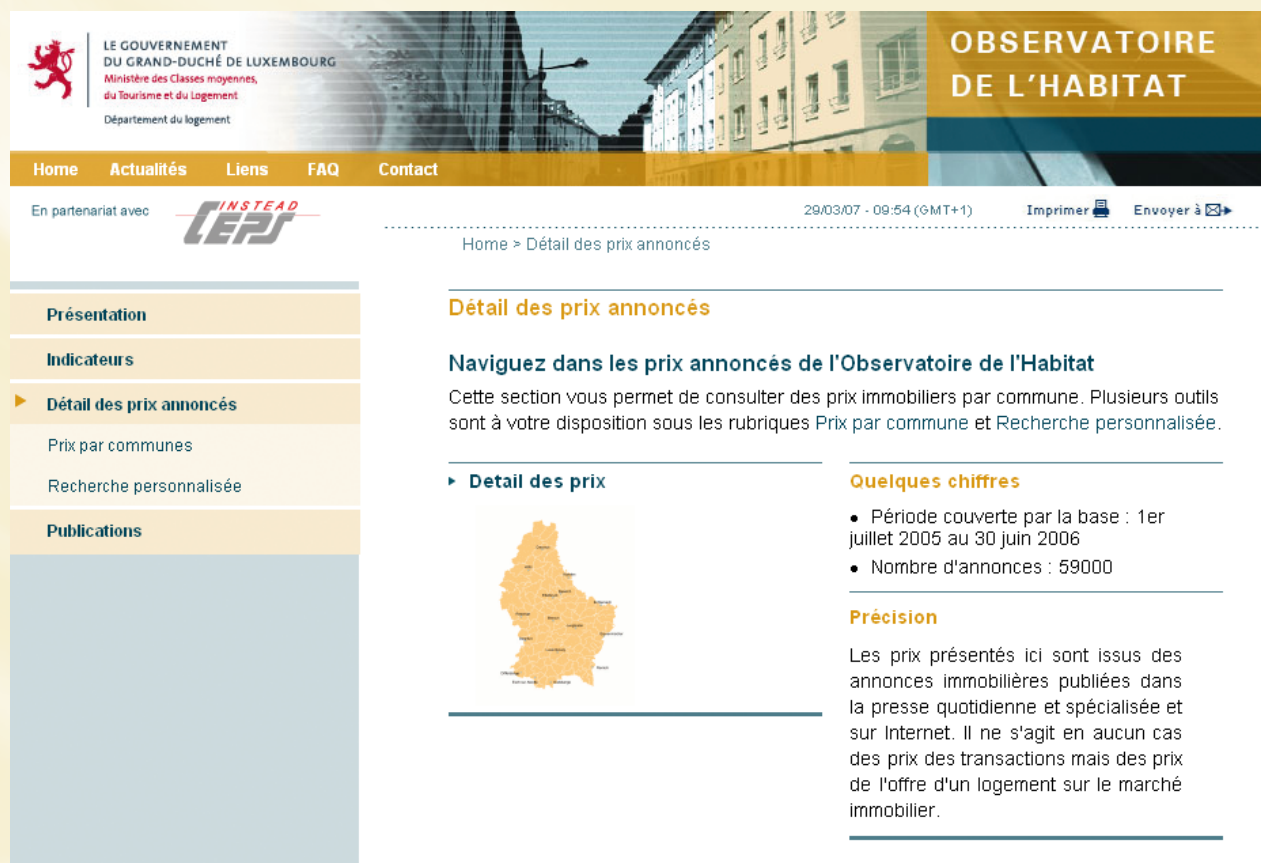 LE GOUVERNEMENT
DU GRAND-DUCHÉ DE LUXEMBOURG
Ministère des Classes moyennes,
du Tourisme et du Logement
Département du logement
OBSERVATOIRE
DE L'HABITAT
Home Actualités Liens FAQ Contact
En partenariat avec
INSTEAD
CEPS
29/03/07 - 09:54 (GMT+1) Imprimer Envoyer à
Home > Détail des prix annoncés
Présentation
Indicateurs
Détail des prix annoncés
Prix par communes
Recherche personnalisée
Publications
Détail des prix annoncés
Naviguez dans les prix annoncés de l'Observatoire de l'Habitat
Cette section vous permet de consulter des prix immobiliers par commune. Plusieurs outils
sont à votre disposition sous les rubriques Prix par commune et Recherche personnalisée.
Detail des prix
Quelques chiffres
• Période couverte par la base : 1er
juillet 2005 au 30 juin 2006
• Nombre d'annonces : 59000
Précision
Les prix présentés ici sont issus des
annonces immobilières publiées dans
la presse quotidienne et spécialisée et
sur Internet. Il ne s'agit en aucun cas
des prix des transactions mais des prix
de l'offre d'un logement sur le marché
immobilier.